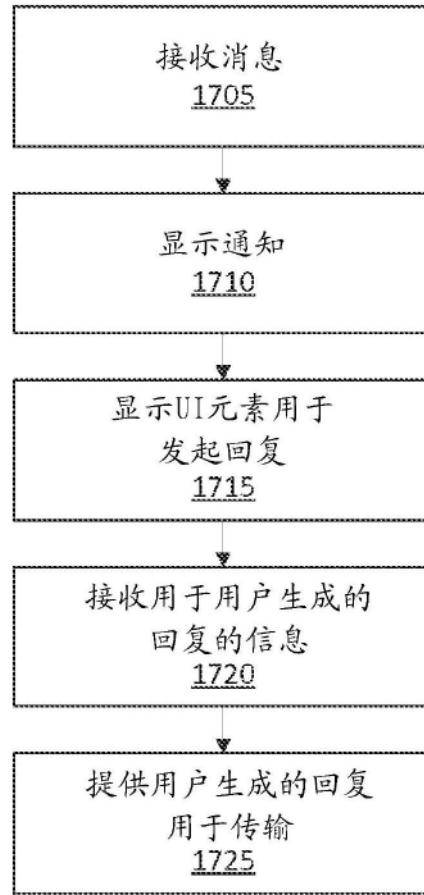 接收消息
1705
显示通知
1710
显示UI元素用于
发起回复
1715
接收用于用户生成的
回复的信息
1720
提供用户生成的回复
用于传输
1725